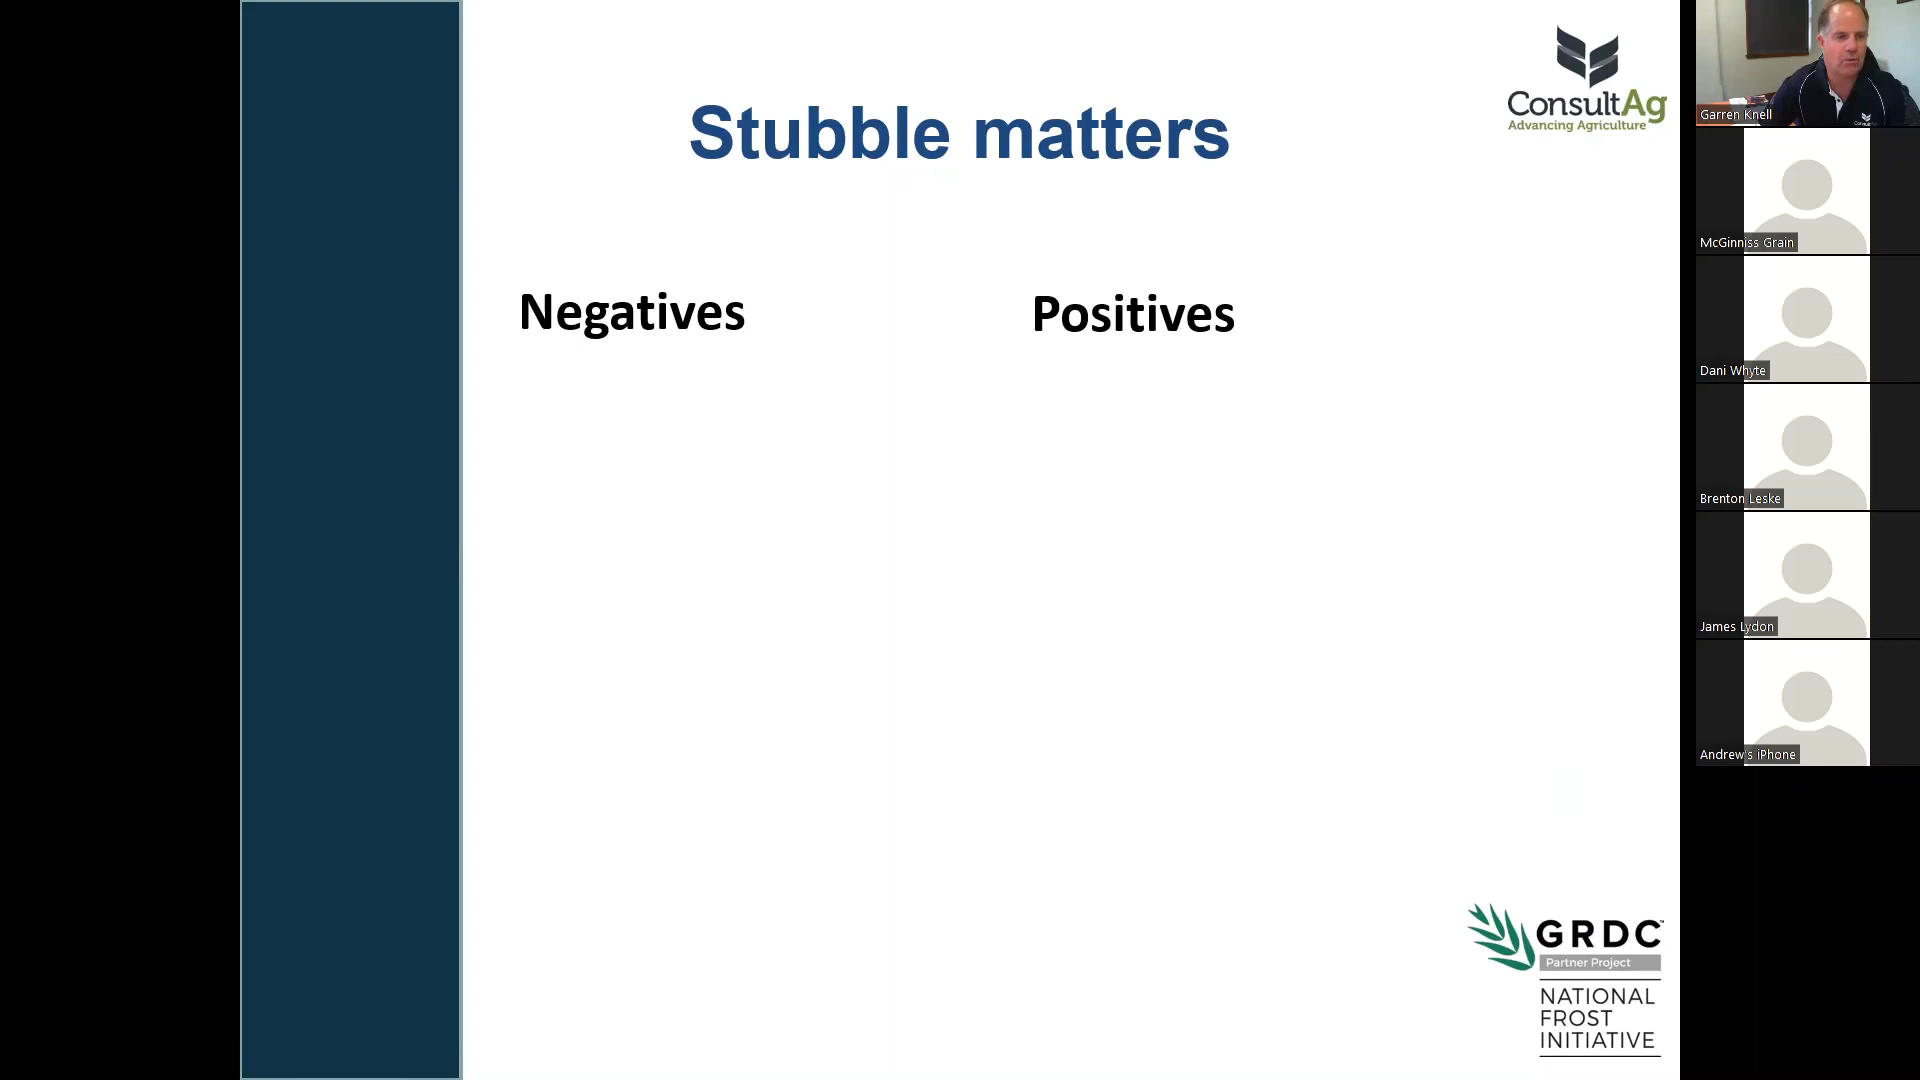 Stubble matters
ConsultAg
Advancing Agriculture
Negatives
Positives
GRDC™
Partner Project
NATIONAL
FROST
INITIATIVE
Garren Knell
McGinniss Grain
Dani Whyte
Brenton Leske
James Lydon
Andrew's iPhone